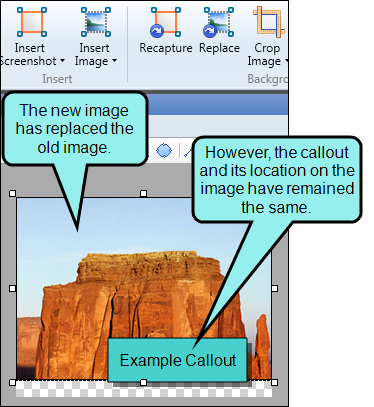 Insert
Screenshot
Insert
Image
Recapture
Replace
Crop
Image
Insert
Backgro
The new image
has replaced the
old image.
However, the callout
and its location on the
image have remained
the same.
Example Callout